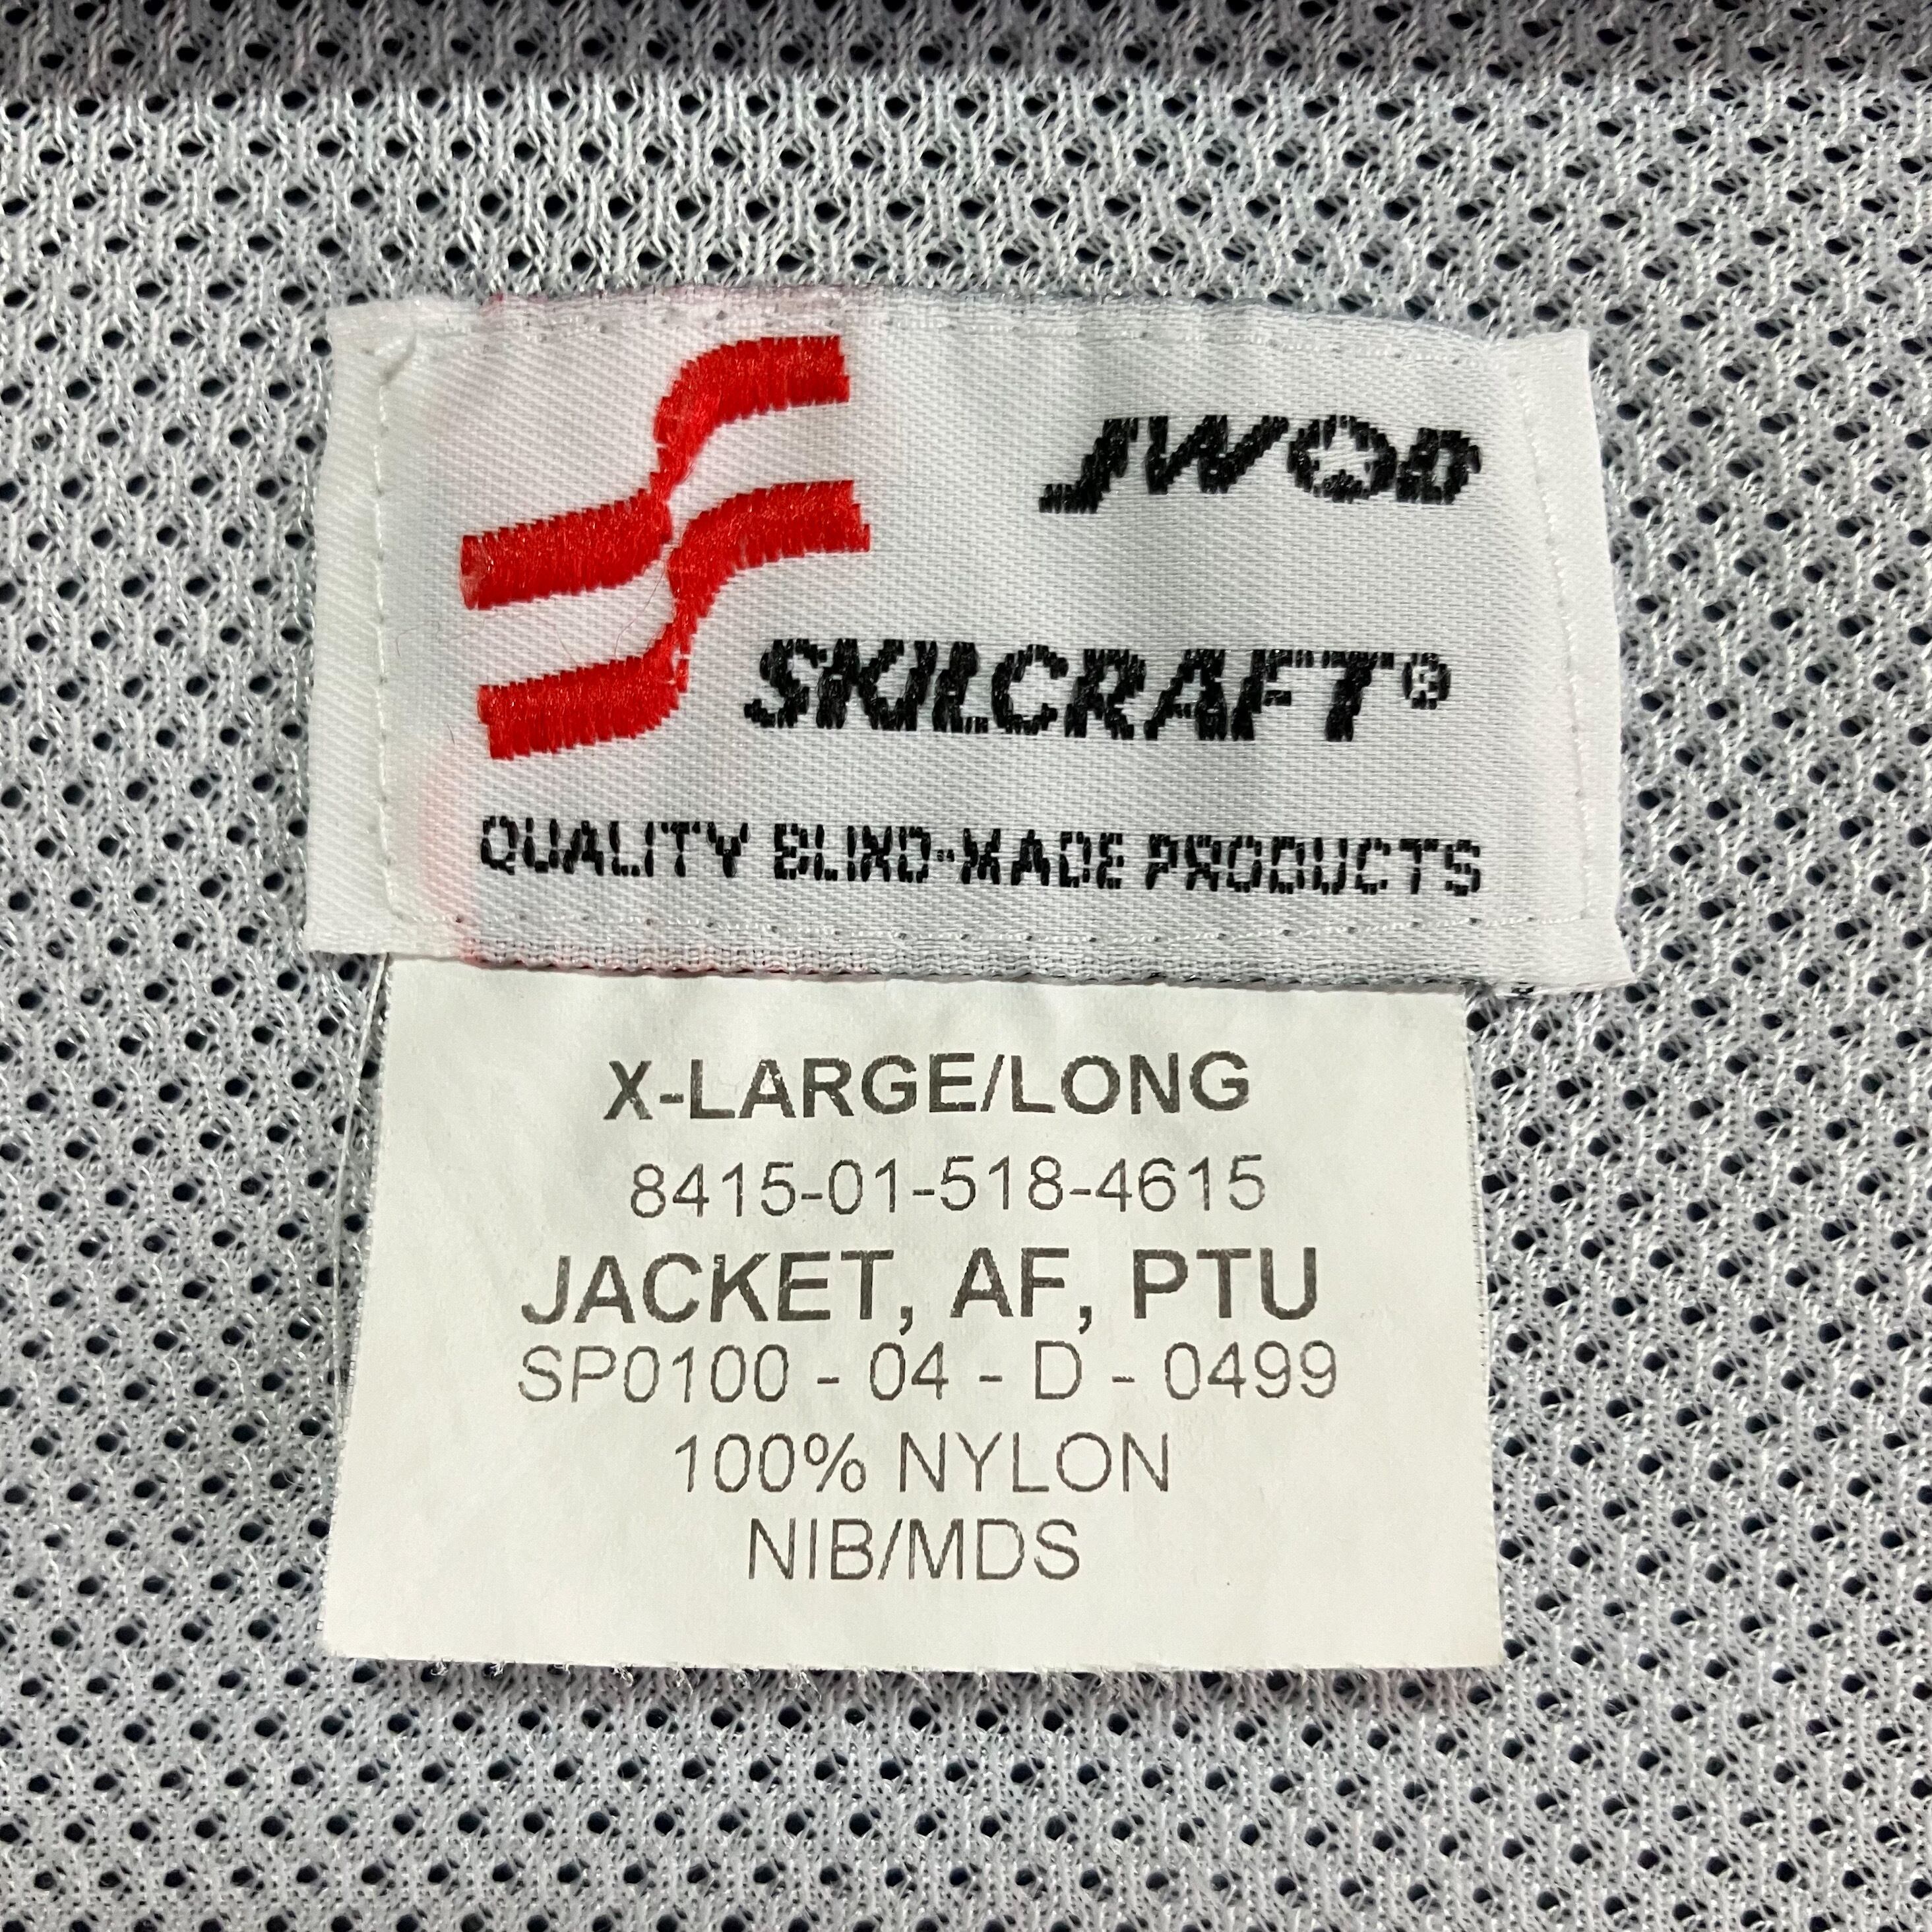 JWOD
SKILCRAFT®
QUALITY BLIND-MADE PRODUCTS
X-LARGE/LONG
8415-01-518-4615
JACKET, AF, PTU
SP0100 - 04 - D - 0499
100% NYLON
NIB/MDS